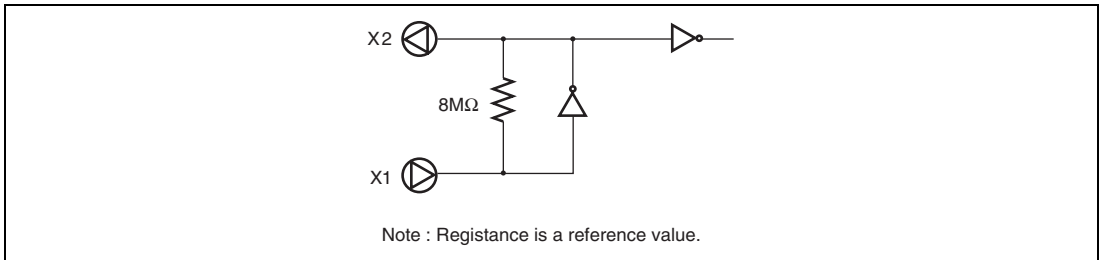 X2
8MΩ
X1
Note : Registance is a reference value.